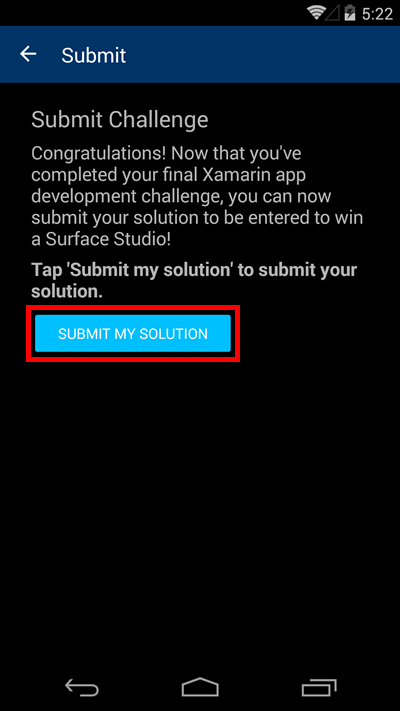 5:22
Submit
Submit Challenge
Congratulations! Now that you've
completed your final Xamarin app
development challenge, you can now
submit your solution to be entered to win
a Surface Studio!
Tap 'Submit my solution' to submit your
solution.
SUBMIT MY SOLUTION